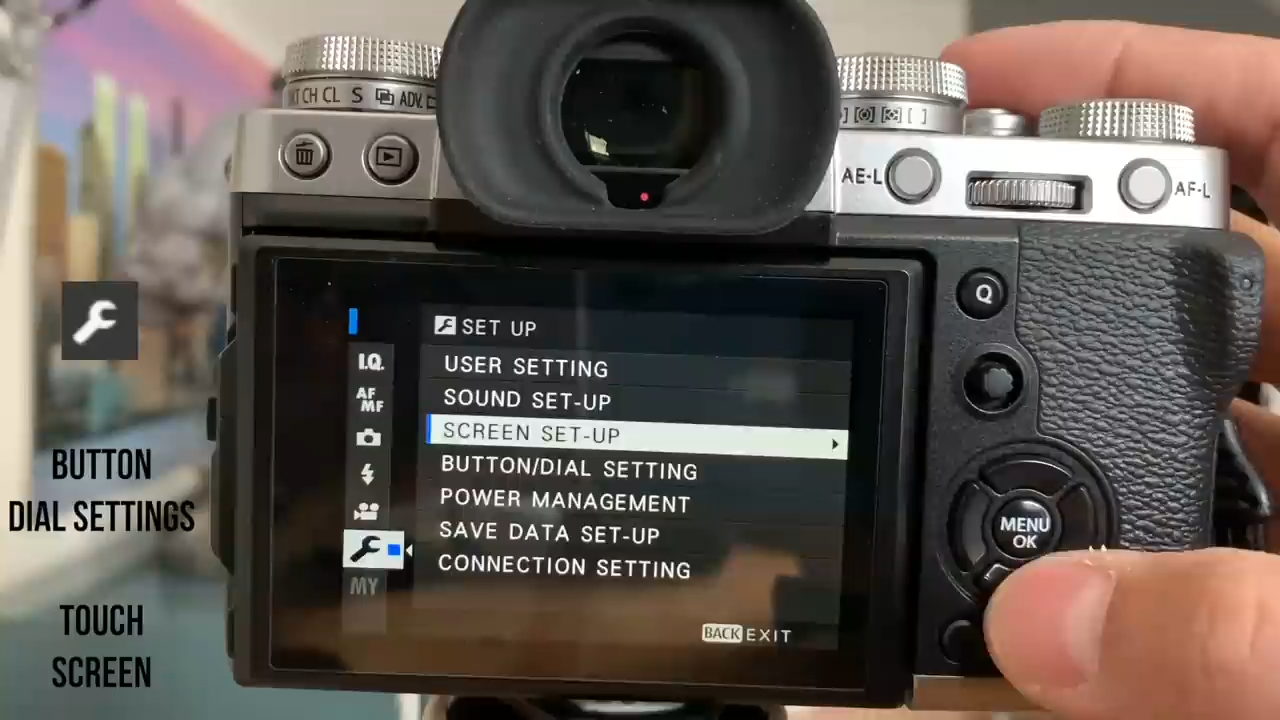 CH CL S ADV.
AE-L
AF-L
Q
SET UP
I.Q.
USER SETTING
AF
MF
SOUND SET-UP
SCREEN SET-UP
BUTTON/DIAL SETTING
POWER MANAGEMENT
SAVE DATA SET-UP
CONNECTION SETTING
MY
BACK EXIT
MENU
OK
BUTTON
DIAL SETTINGS
TOUCH
SCREEN